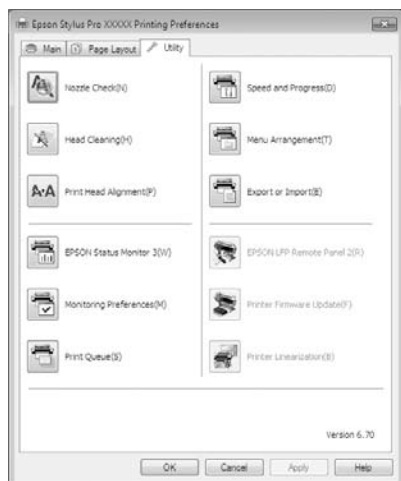 Epson Stylus Pro XXXXX Printing Preferences
Main
Page Layout
Utility
Nozzle Check(N)
Speed and Progress(D)
Head Cleaning(H)
Menu Arrangement(T)
Print Head Alignment(P)
Export or Import(E)
EPSON Status Monitor 3(W)
EPSON LFP Remote Panel 2(R)
Monitoring Preferences(M)
Printer Firmware Update(F)
Print Queue(S)
Printer Linearization(B)
Version 6.70
OK
Cancel
Apply
Help